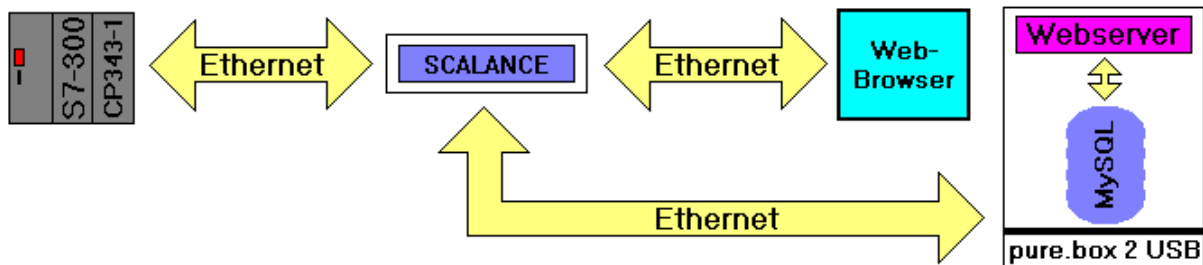 S7-300
CP343-1
Ethernet
SCALANCE
Ethernet
Web-
Browser
Webserver
MySQL
Ethernet
pure.box 2 USB